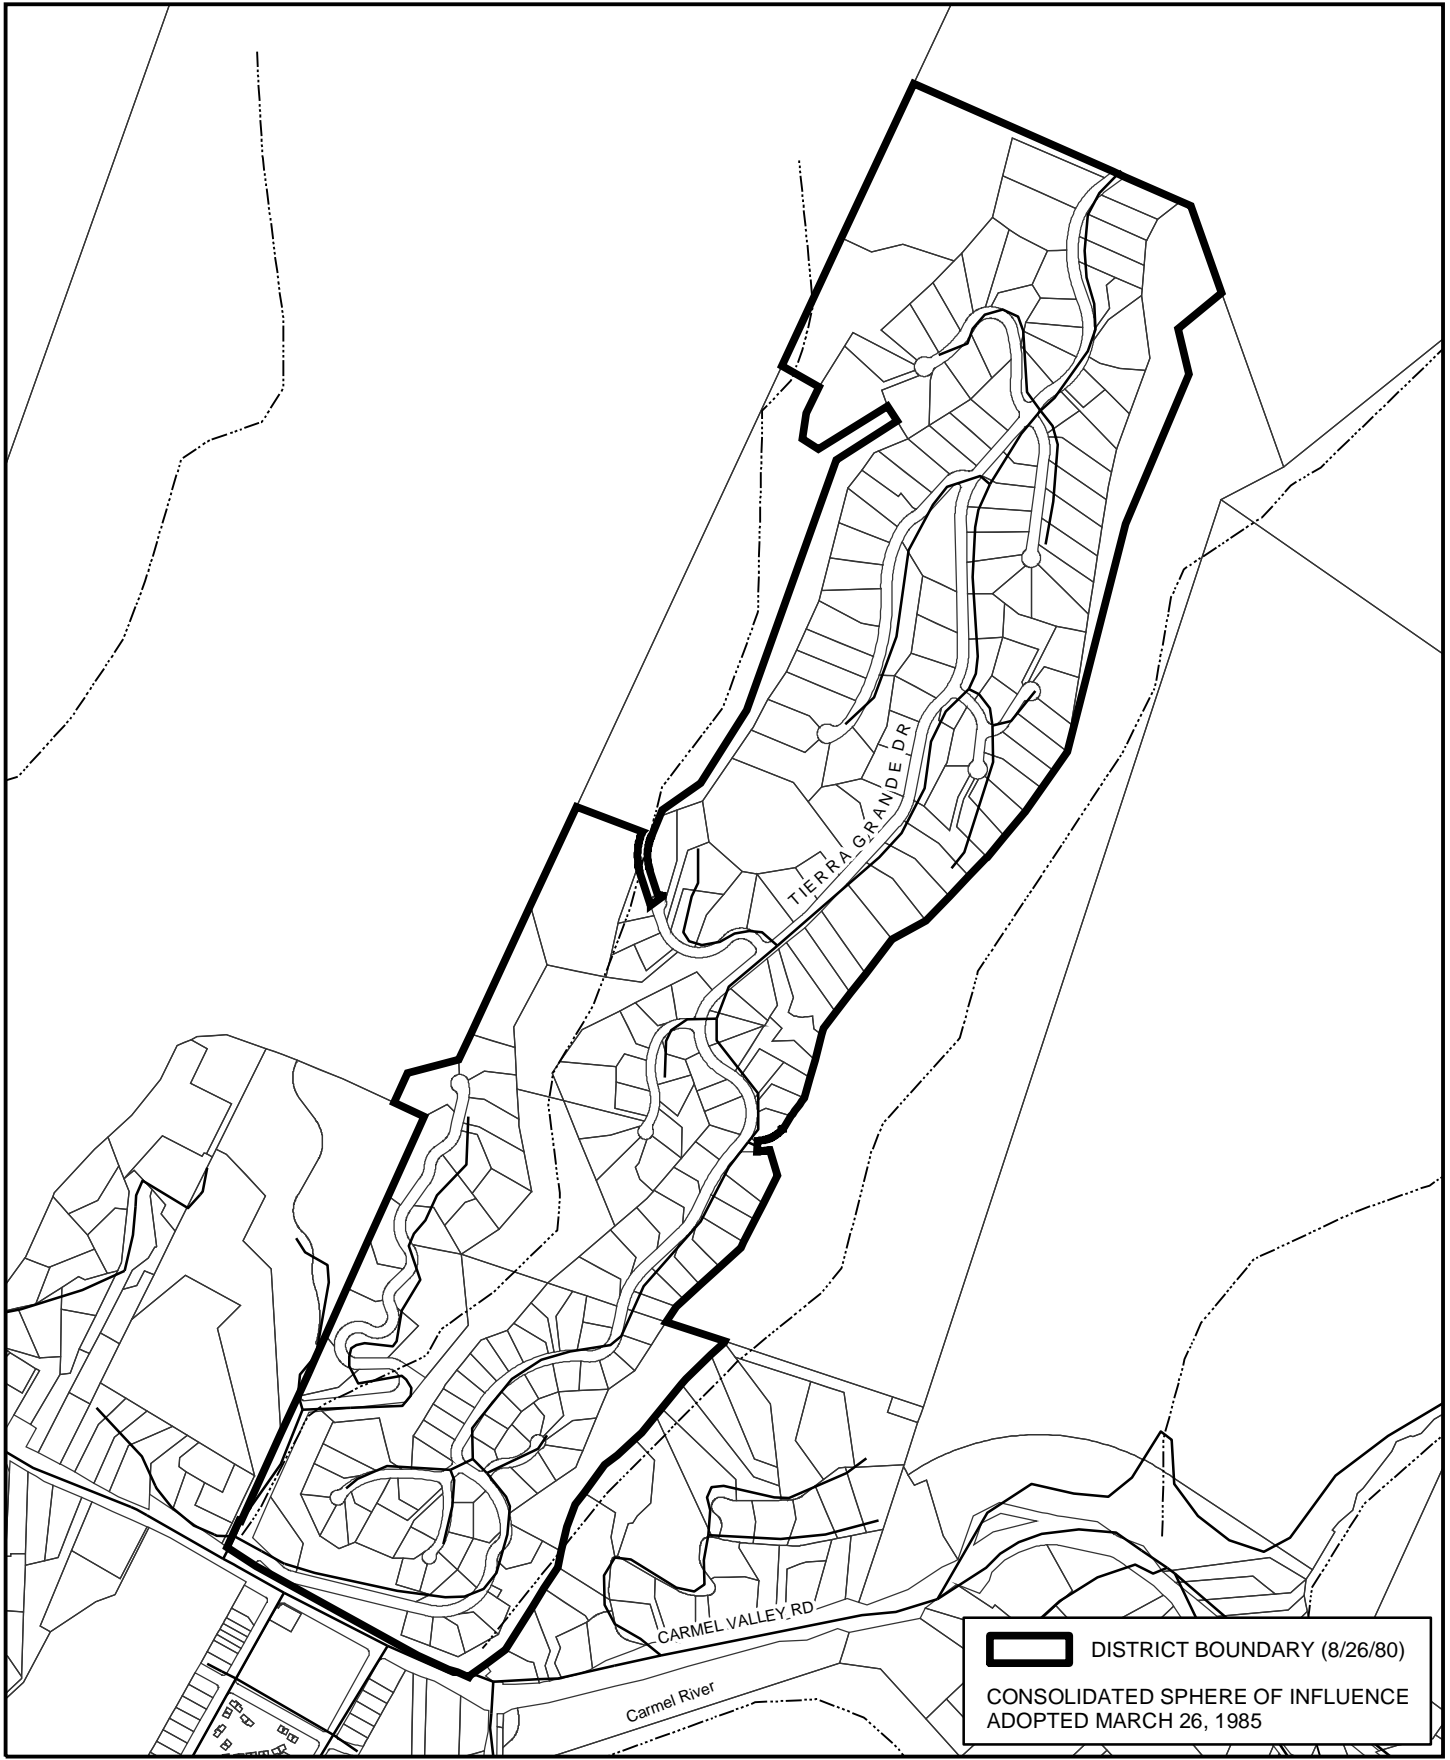 TIERRA GRANDE DR
CARMEL VALLEY RD
Carmel River
DISTRICT BOUNDARY (8/26/80)
CONSOLIDATED SPHERE OF INFLUENCE
ADOPTED MARCH 26, 1985